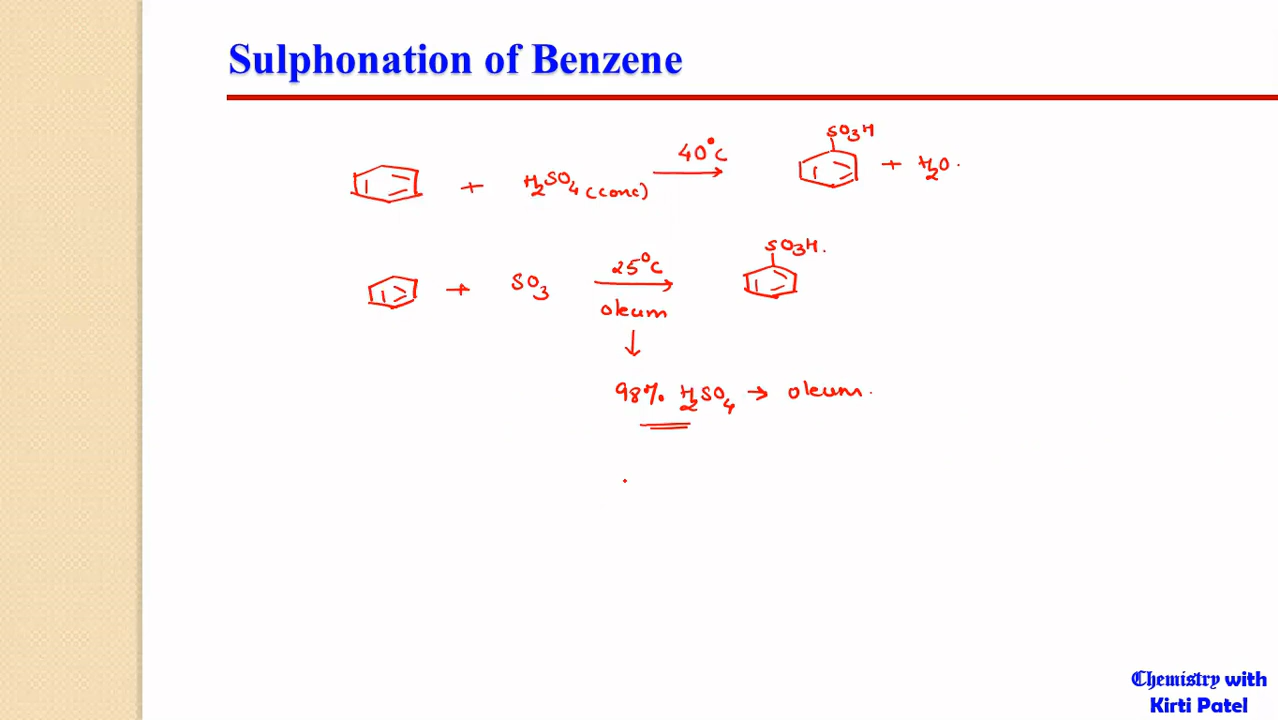 Sulphonation of Benzene
SO3H
+ H2SO4 (conc) 40°C + H2O.
SO3H.
+ SO3 25°C
oleum
98% H2SO4 → oleum.
Chemistry with
Kirti Patel